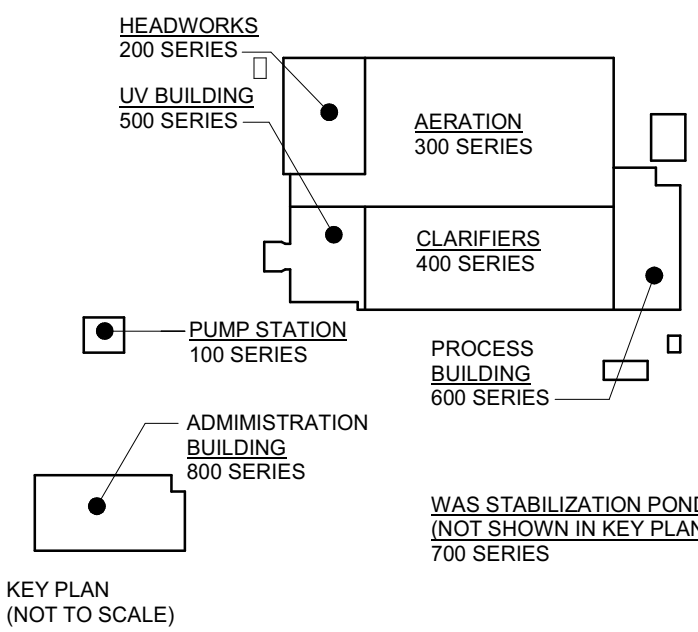 HEADWORKS
200 SERIES
UV BUILDING
500 SERIES
AERATION
300 SERIES
CLARIFIERS
400 SERIES
PUMP STATION
100 SERIES
PROCESS
BUILDING
600 SERIES
ADMIMISTRATION
BUILDING
800 SERIES
WAS STABILIZATION POND
(NOT SHOWN IN KEY PLAN
700 SERIES
KEY PLAN
(NOT TO SCALE)